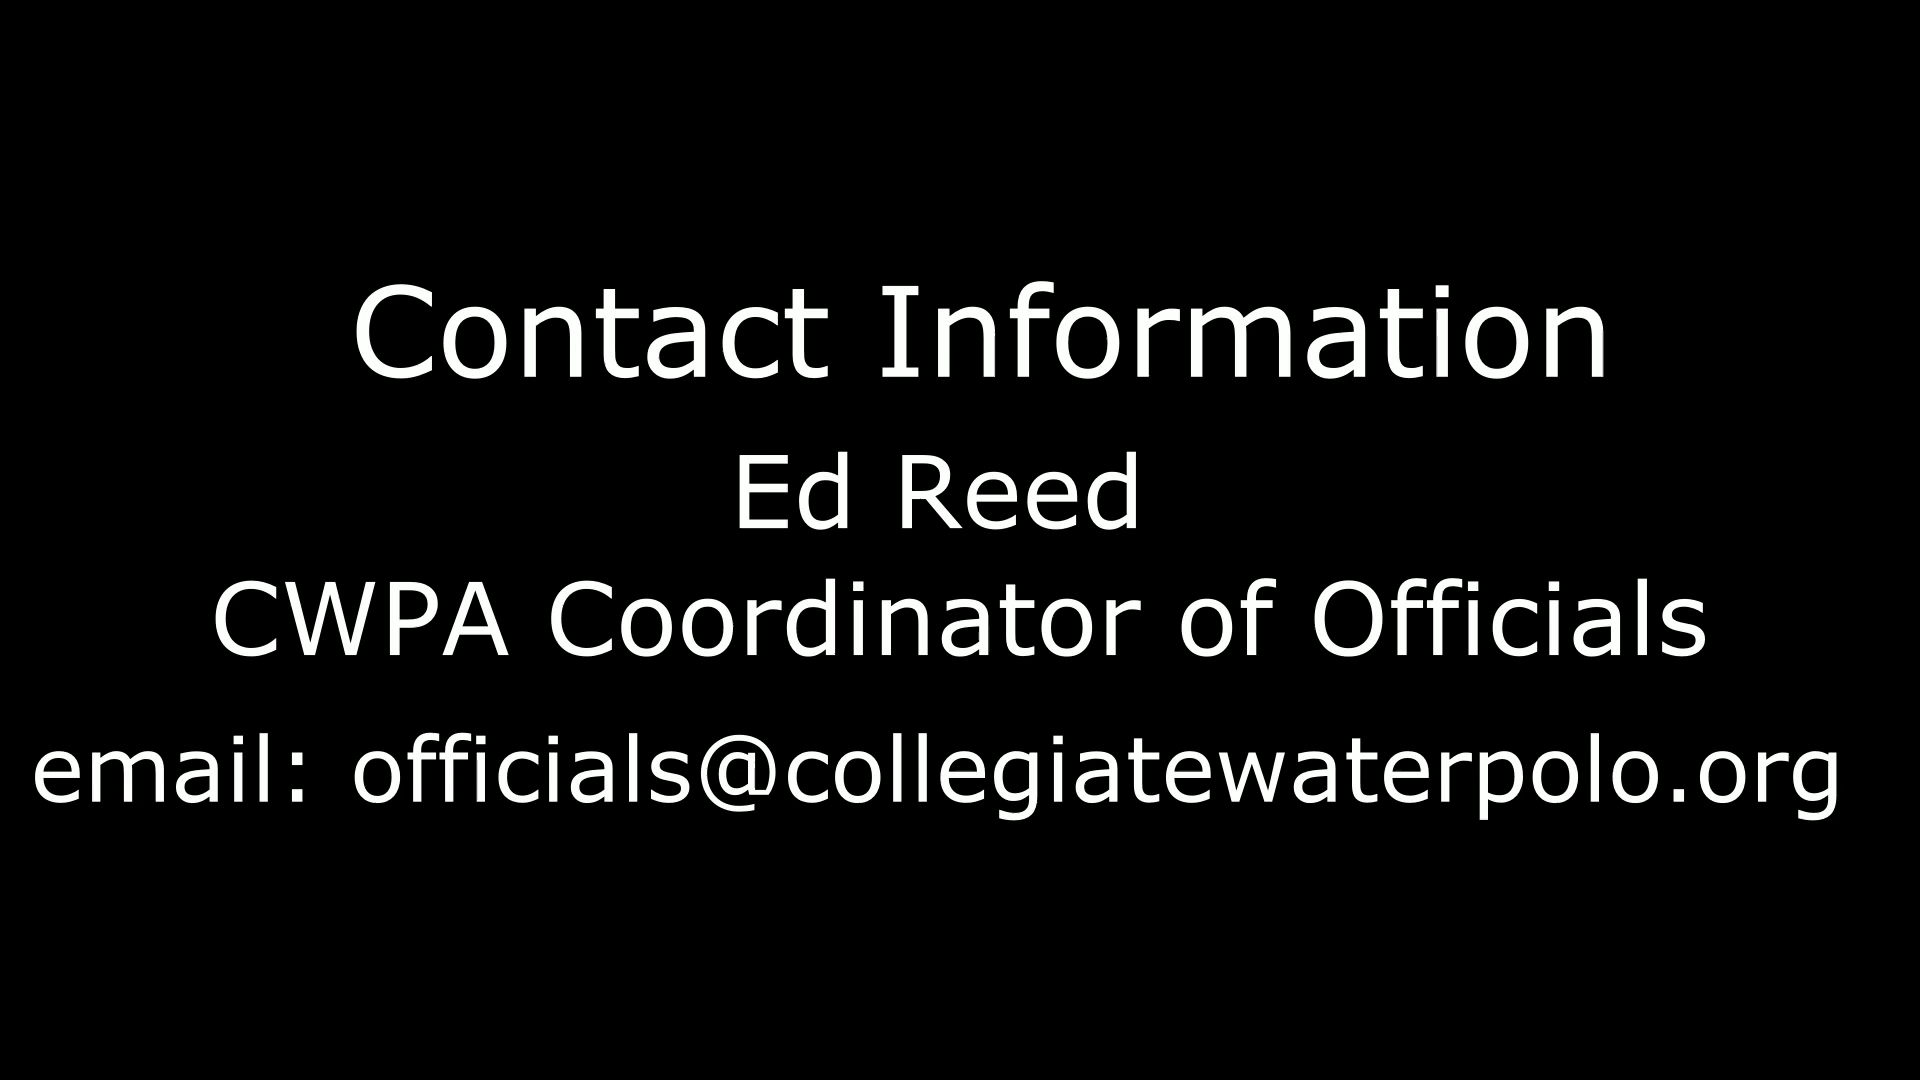 Contact Information
Ed Reed
CWPA Coordinator of Officials
email: officials@collegiatewaterpolo.org